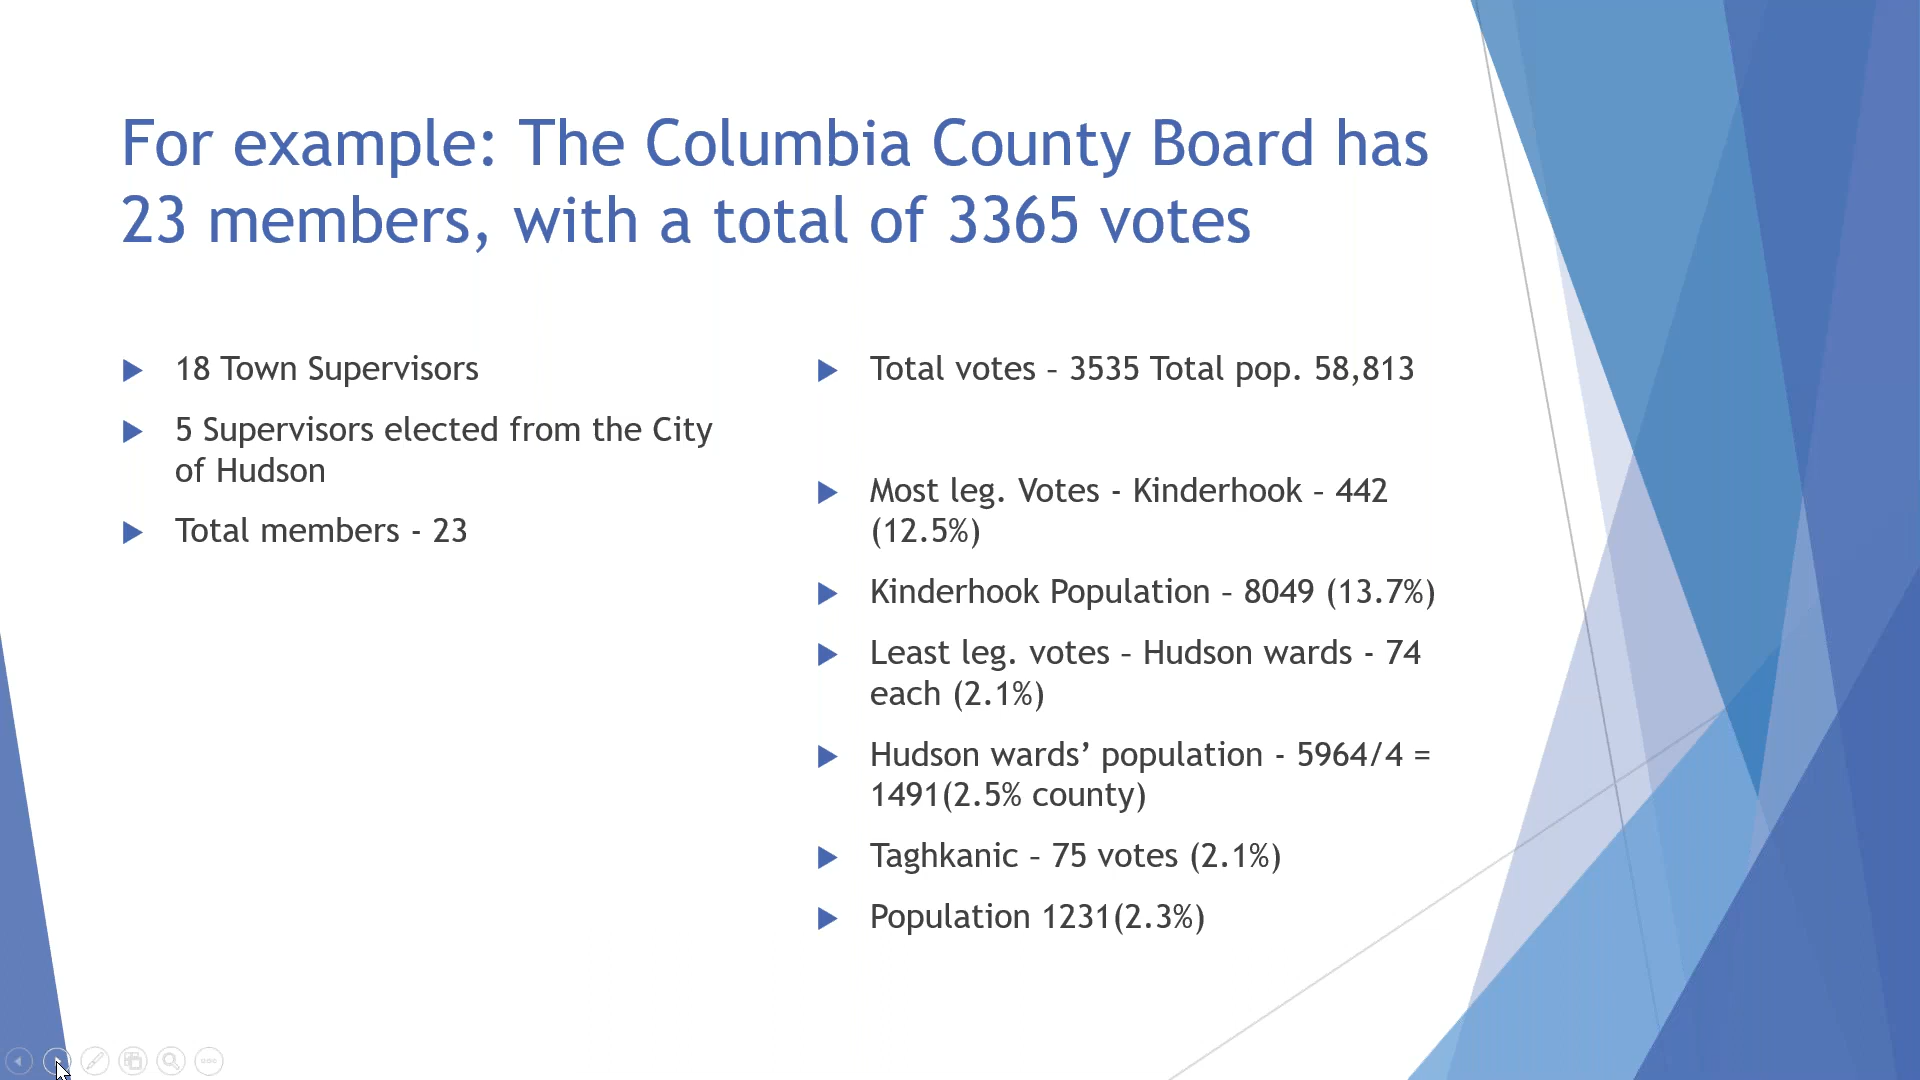 For example: The Columbia County Board has
23 members, with a total of 3365 votes
18 Town Supervisors
5 Supervisors elected from the City
of Hudson
Total members - 23
Total votes – 3535 Total pop. 58,813
Most leg. Votes - Kinderhook – 442
(12.5%)
Kinderhook Population – 8049 (13.7%)
Least leg. votes – Hudson wards - 74
each (2.1%)
Hudson wards’ population - 5964/4 =
1491(2.5% county)
Taghkanic – 75 votes (2.1%)
Population 1231(2.3%)